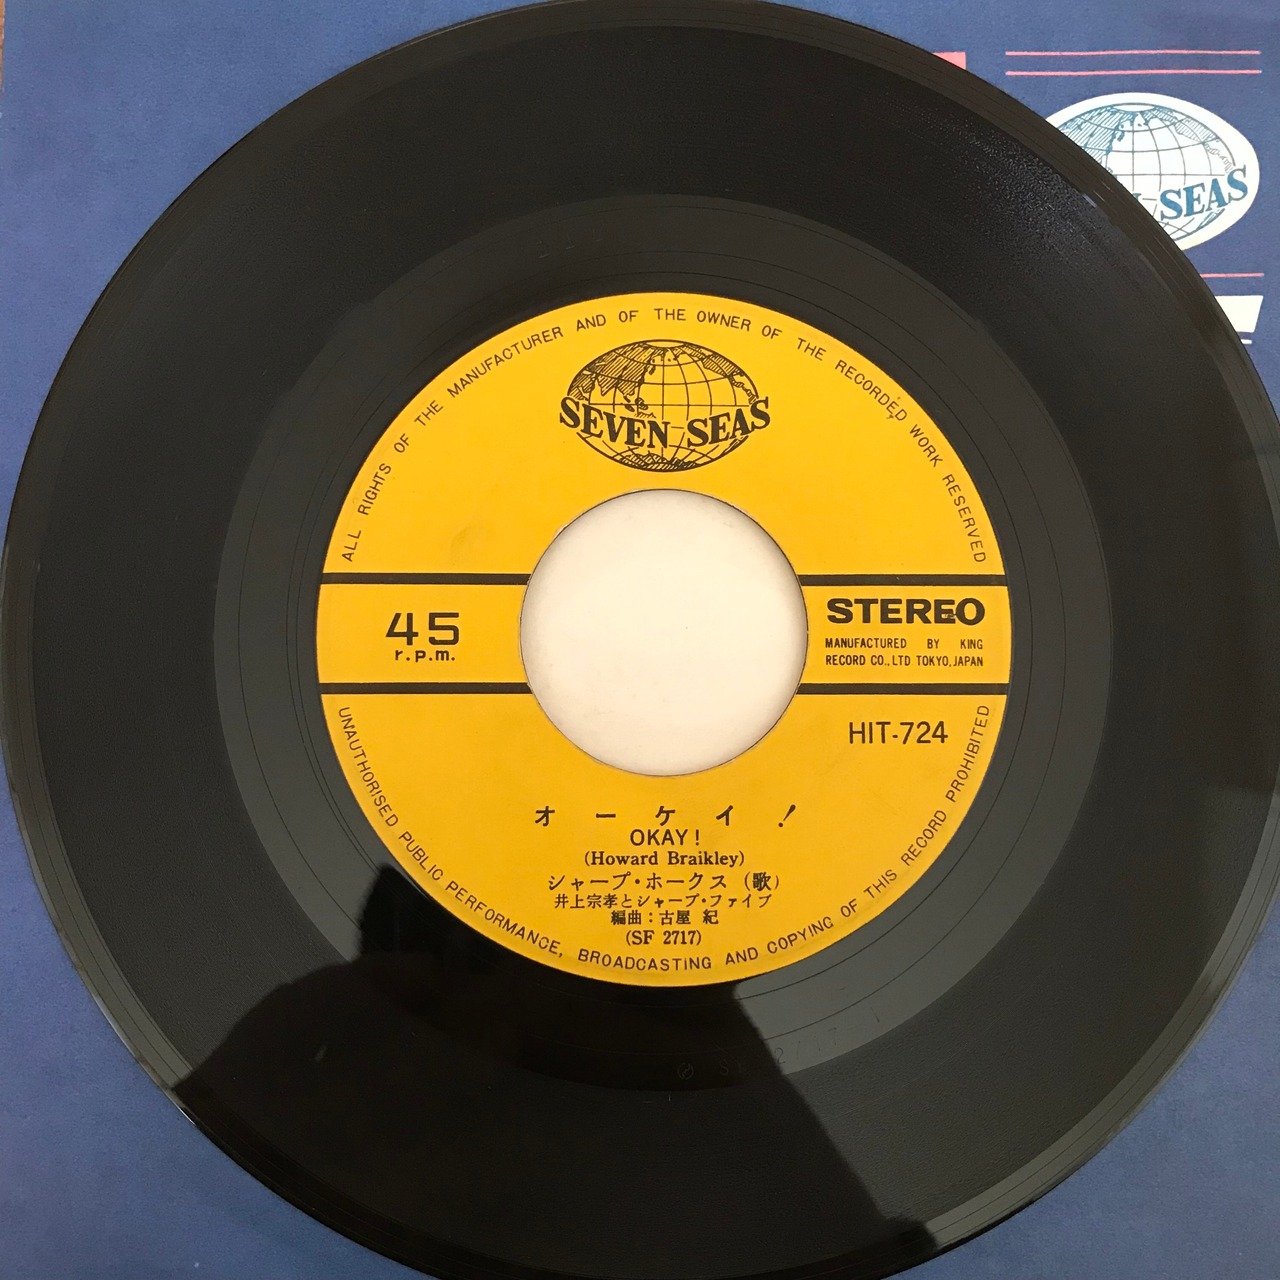 ALL RIGHTS OF THE MANUFACTURER AND OF THE OWNER OF THE RECORDED WORK RESERVED
SEVEN SEAS
SEAS
45
r.p.m.
STEREO
MANUFACTURED BY KING
RECORD CO., LTD TOKYO, JAPAN
HIT-724
オーケイ!
OKAY!
(Howard Braikley)
シャープ・ホークス(歌)
井上宗孝とシャープ・ファイブ
編曲:古屋 紀
(SF 2717)
UNAUTHORISED PUBLIC PERFORMANCE, BROADCASTING AND COPYING OF THIS RECORD PROHIBITED